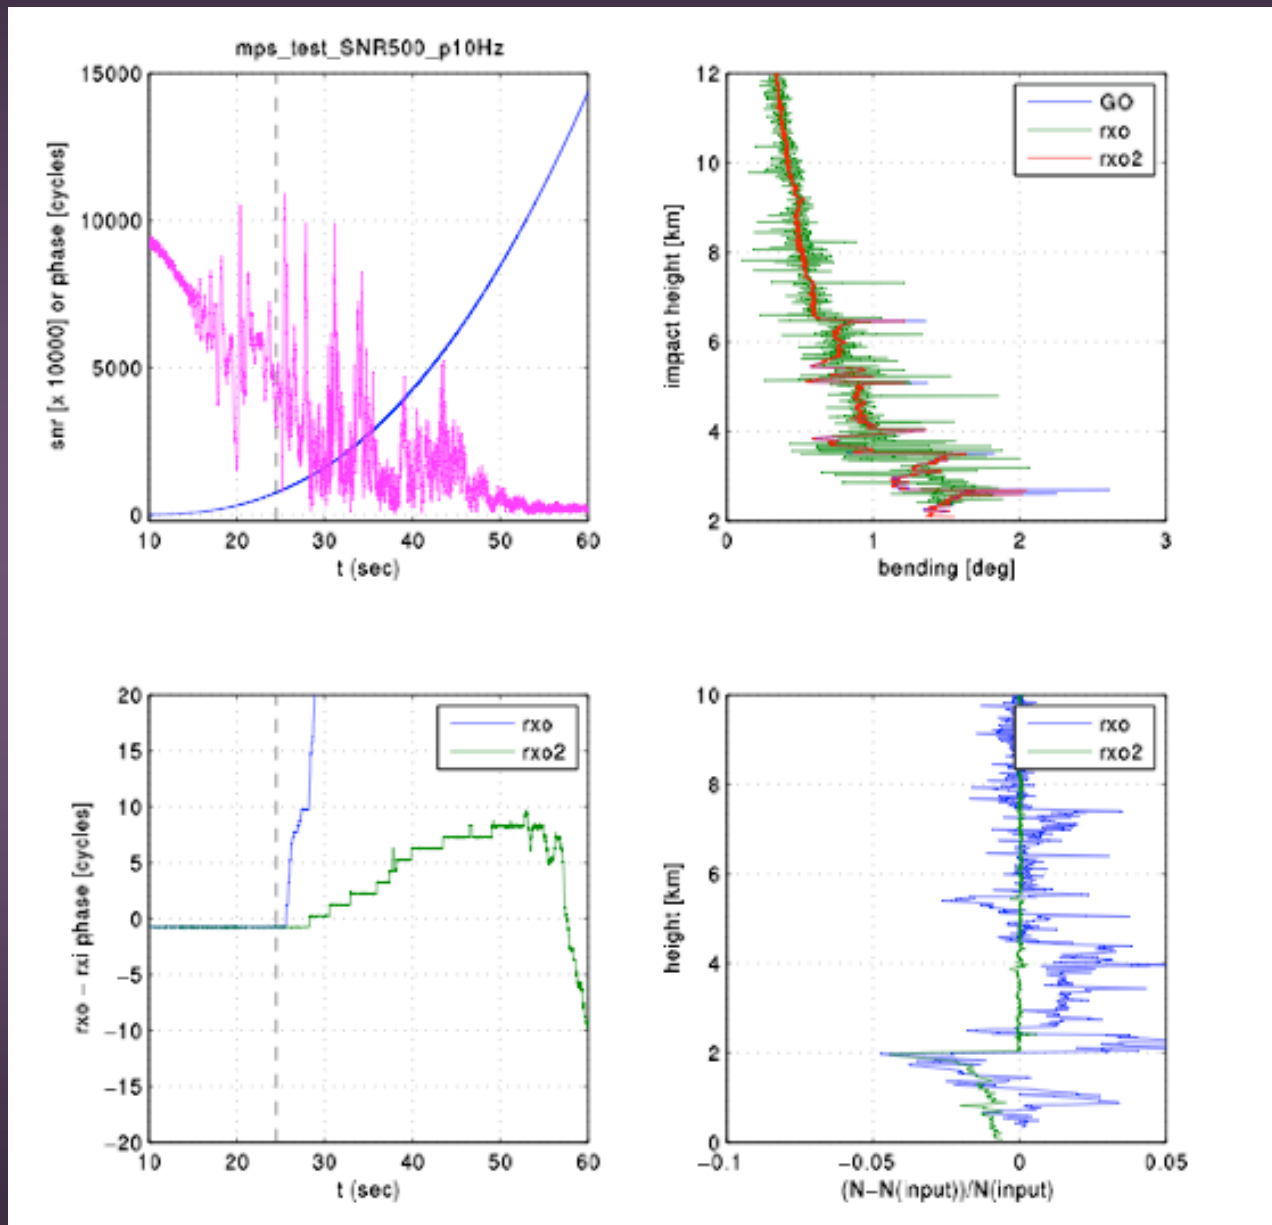 mps_test_SNR500_p10Hz
15000
10000
5000
0
snr [x 10000] or phase [cycles]
10 20 30 40 50 60
t (sec)
12
10
8
6
4
2
impact height [km]
GO
rxo
rxo2
0 1 2 3
bending [deg]
20
15
10
5
0
−5
−10
−15
−20
rxo − rxi phase [cycles]
rxo
rxo2
10 20 30 40 50 60
t (sec)
10
8
6
4
2
0
height [km]
rxo
rxo2
−0.1 −0.05 0 0.05
(N−N(input))/N(input)